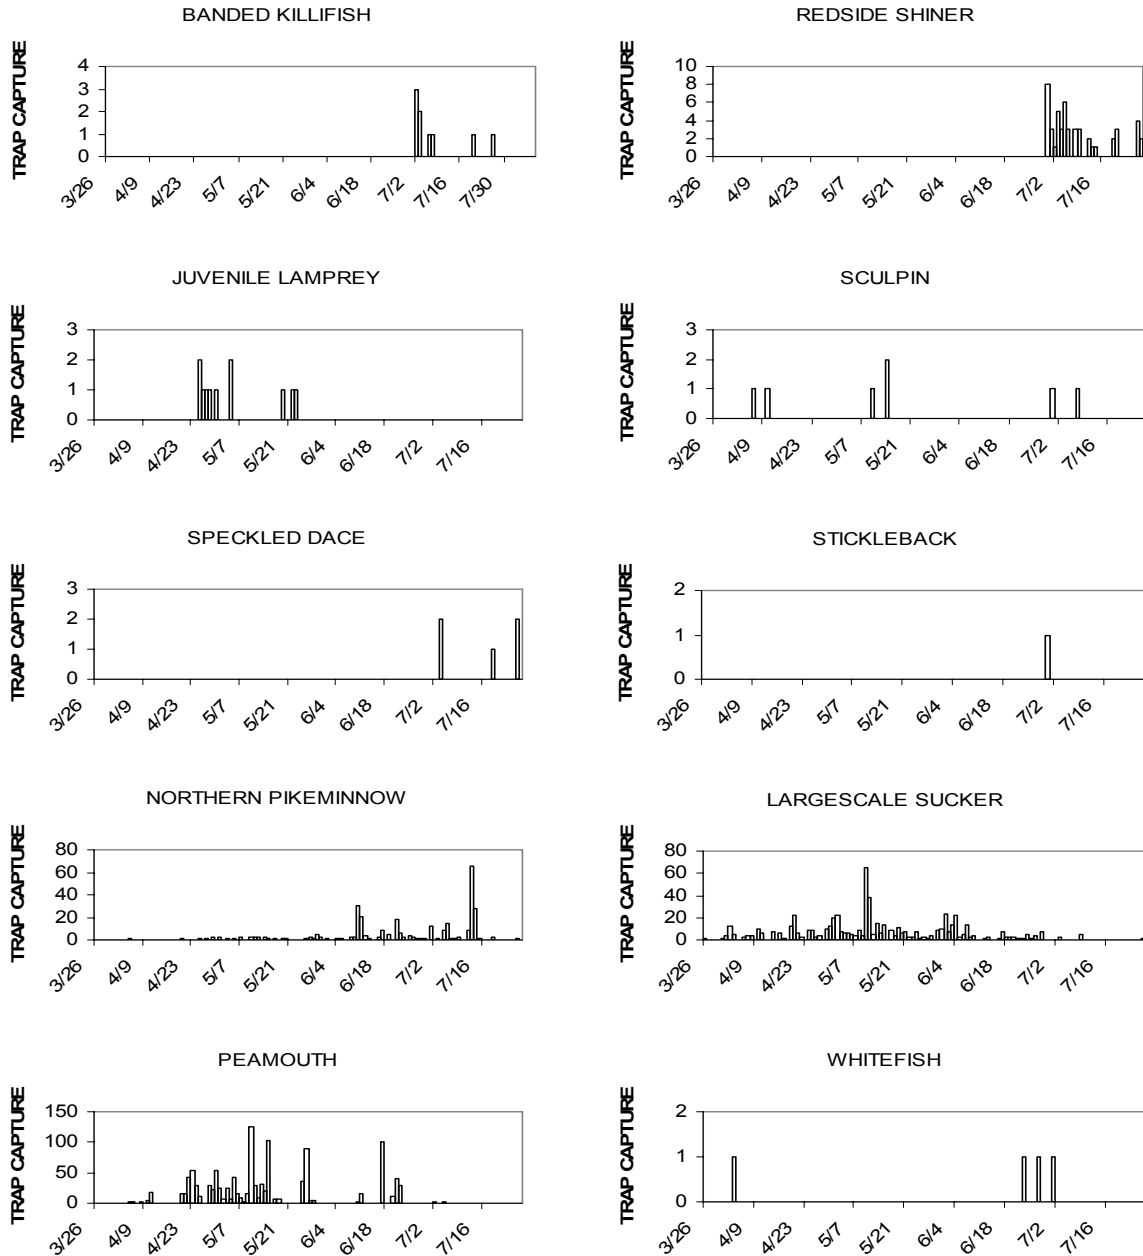 BANDED KILLIFISH
TRAP CAPTURE
4
3
2
1
0
3/26 4/9 4/23 5/7 5/21 6/4 6/18 7/2 7/16 7/30
REDSIDE SHINER
TRAP CAPTURE
10
8
6
4
2
0
3/26 4/9 4/23 5/7 5/21 6/4 6/18 7/2 7/16
JUVENILE LAMPREY
TRAP CAPTURE
3
2
1
0
3/26 4/9 4/23 5/7 5/21 6/4 6/18 7/2 7/16
SCULPIN
TRAP CAPTURE
3
2
1
0
3/26 4/9 4/23 5/7 5/21 6/4 6/18 7/2 7/16
SPECKLED DACE
TRAP CAPTURE
3
2
1
0
3/26 4/9 4/23 5/7 5/21 6/4 6/18 7/2 7/16
STICKLEBACK
TRAP CAPTURE
2
1
0
3/26 4/9 4/23 5/7 5/21 6/4 6/18 7/2 7/16
NORTHERN PIKEMINNOW
TRAP CAPTURE
80
60
40
20
0
3/26 4/9 4/23 5/7 5/21 6/4 6/18 7/2 7/16
LARGESCALE SUCKER
TRAP CAPTURE
80
60
40
20
0
3/26 4/9 4/23 5/7 5/21 6/4 6/18 7/2 7/16
PEAMOUTH
TRAP CAPTURE
150
100
50
0
3/26 4/9 4/23 5/7 5/21 6/4 6/18 7/2 7/16
WHITEFISH
TRAP CAPTURE
2
1
0
3/26 4/9 4/23 5/7 5/21 6/4 6/18 7/2 7/16